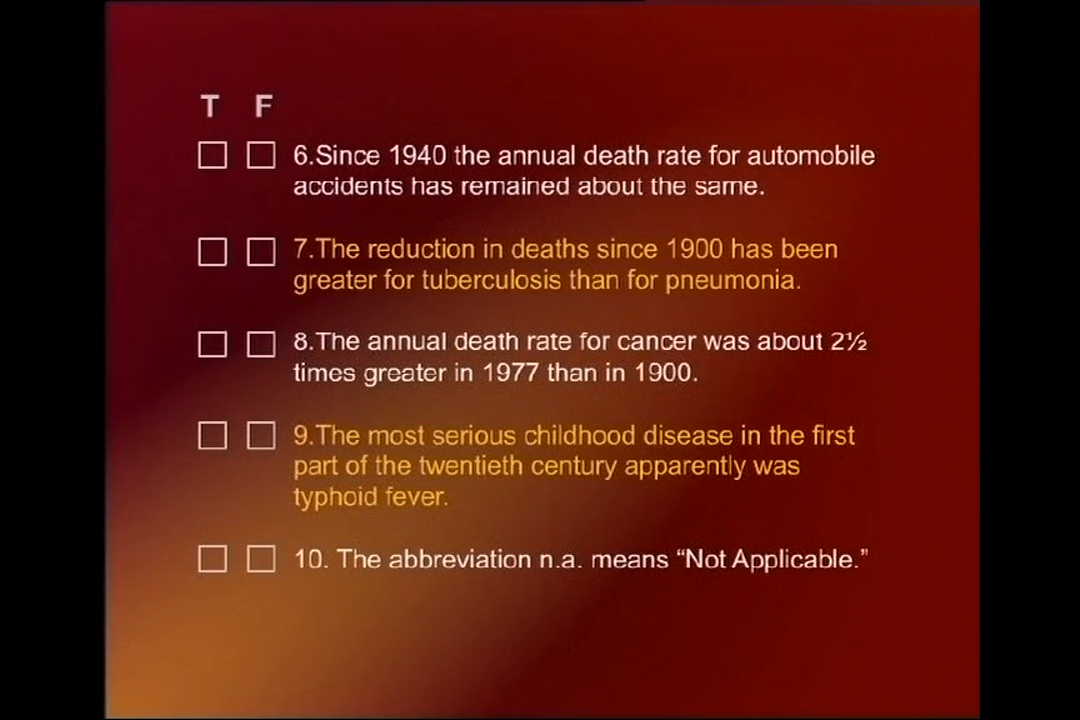 T F
6.Since 1940 the annual death rate for automobile
accidents has remained about the same.
7.The reduction in deaths since 1900 has been
greater for tuberculosis than for pneumonia.
8.The annual death rate for cancer was about 2½
times greater in 1977 than in 1900.
9.The most serious childhood disease in the first
part of the twentieth century apparently was
typhoid fever.
10. The abbreviation n.a. means “Not Applicable.”